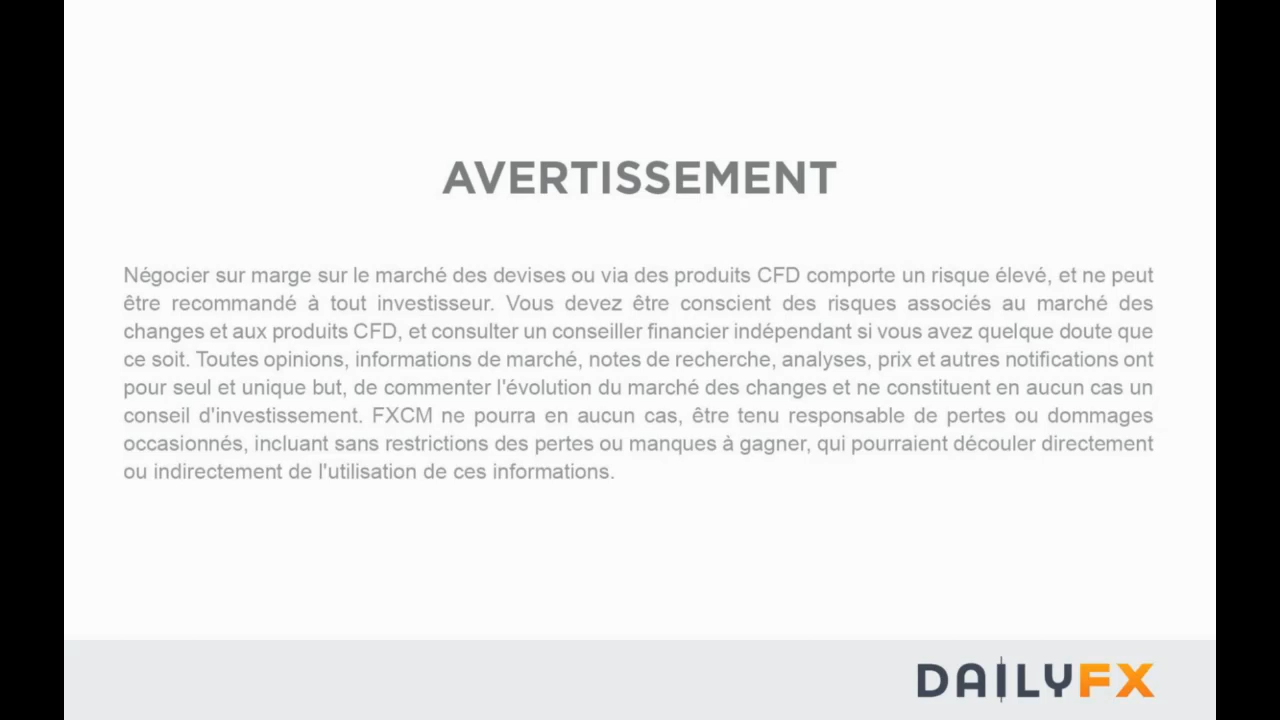 AVERTISSEMENT
Négocier sur marge sur le marché des devises ou via des produits CFD comporte un risque élevé, et ne peut
être recommandé à tout investisseur. Vous devez être conscient des risques associés au marché des
changes et aux produits CFD, et consulter un conseiller financier indépendant si vous avez quelque doute que
ce soit. Toutes opinions, informations de marché, notes de recherche, analyses, prix et autres notifications ont
pour seul et unique but, de commenter l'évolution du marché des changes et ne constituent en aucun cas un
conseil d'investissement. FXCM ne pourra en aucun cas, être tenu responsable de pertes ou dommages
occasionnés, incluant sans restrictions des pertes ou manques à gagner, qui pourraient découler directement
ou indirectement de l'utilisation de ces informations.
DAILYFX